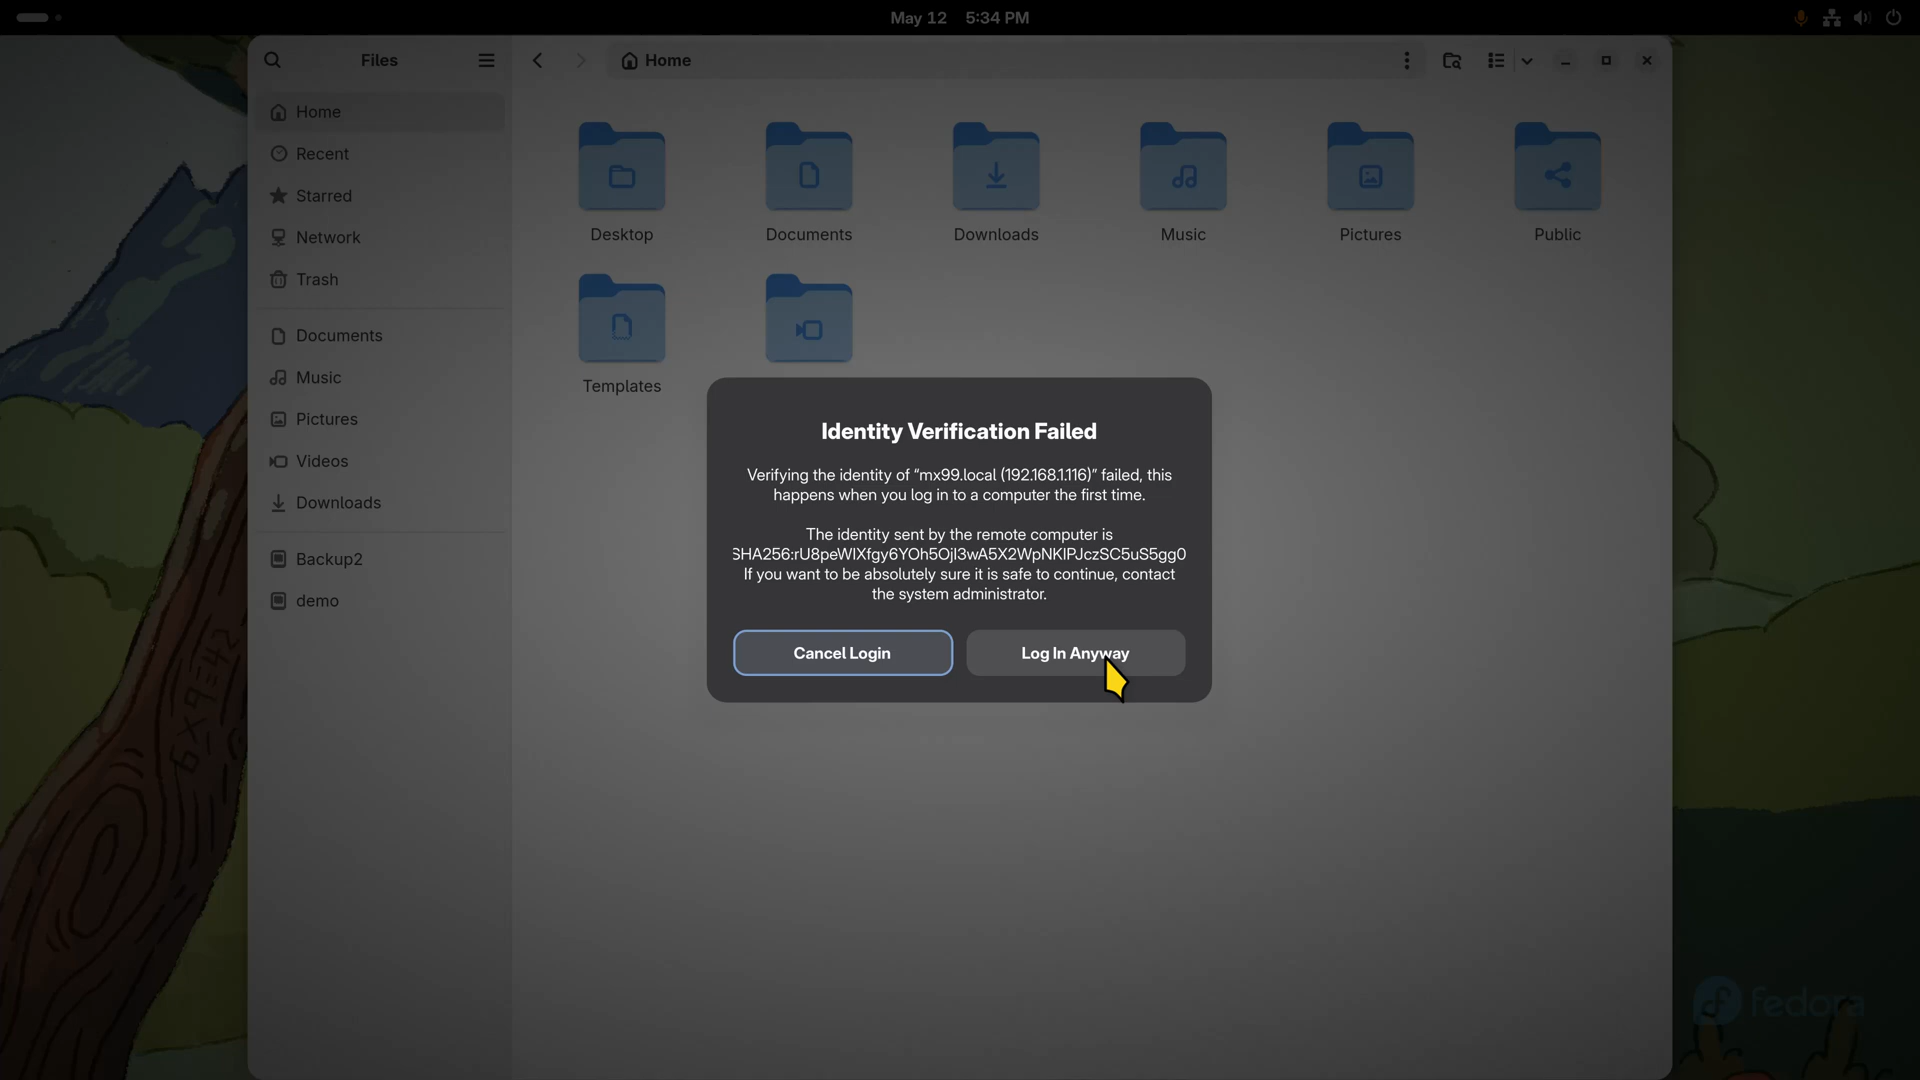 May 12 5:34 PM
Files
Home
Home
Recent
Starred
Network
Trash
Documents
Music
Pictures
Videos
Downloads
Backup2
demo
Desktop
Documents
Downloads
Music
Pictures
Public
Templates
Identity Verification Failed
Verifying the identity of “mx99.local (192.168.1.116)” failed, this
happens when you log in to a computer the first time.
The identity sent by the remote computer is
SHA256:rU8peWIXfgy6YOh5OjI3wA5X2WpNKIPJczSC5uS5gg0
If you want to be absolutely sure it is safe to continue, contact
the system administrator.
Cancel Login
Log In Anyway
6x9=42
fedora